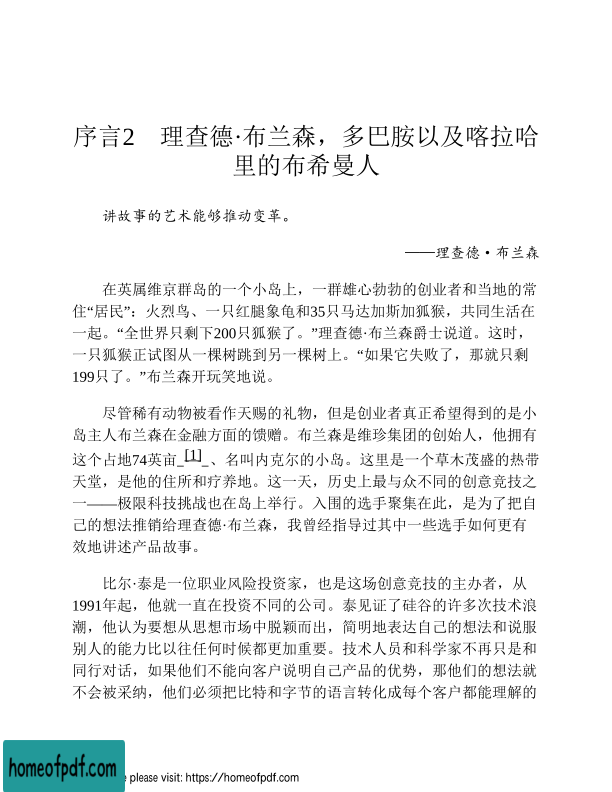 序言2　理查德·布兰森，多巴胺以及喀拉哈
里的布希曼人
讲故事的艺术能够推动变革。
——理查德·布兰森
在英属维京群岛的一个小岛上，一群雄心勃勃的创业者和当地的常
住“居民”：火烈鸟、一只红腿象龟和35只马达加斯加狐猴，共同生活在
一起。“全世界只剩下200只狐猴了。”理查德·布兰森爵士说道。这时，
一只狐猴正试图从一棵树跳到另一棵树上。“如果它失败了，那就只剩
199只了。”布兰森开玩笑地说。
尽管稀有动物被看作天赐的礼物，但是创业者真正希望得到的是小
岛主人布兰森在金融方面的馈赠。布兰森是维珍集团的创始人，他拥有
这个占地74英亩_[1]_、名叫内克尔的小岛。这里是一个草木茂盛的热带
天堂，是他的住所和疗养地。这一天，历史上最与众不同的创意竞技之
一——极限科技挑战也在岛上举行。入围的选手聚集在此，是为了把自
己的想法推销给理查德·布兰森，我曾经指导过其中一些选手如何更有
效地讲述产品故事。
比尔·泰是一位职业风险投资家，也是这场创意竞技的主办者，从
1991年起，他就一直在投资不同的公司。泰见证了硅谷的许多次技术浪
潮，他认为要想从思想市场中脱颖而出，简明地表达自己的想法和说服
别人的能力比以往任何时候都更加重要。技术人员和科学家不再只是和
同行对话，如果他们不能向客户说明自己产品的优势，那他们的想法就
不会被采纳，他们必须把比特和字节的语言转化成每个客户都能理解的
homeofpdf.com
e please visit: https://homeofpdf.com